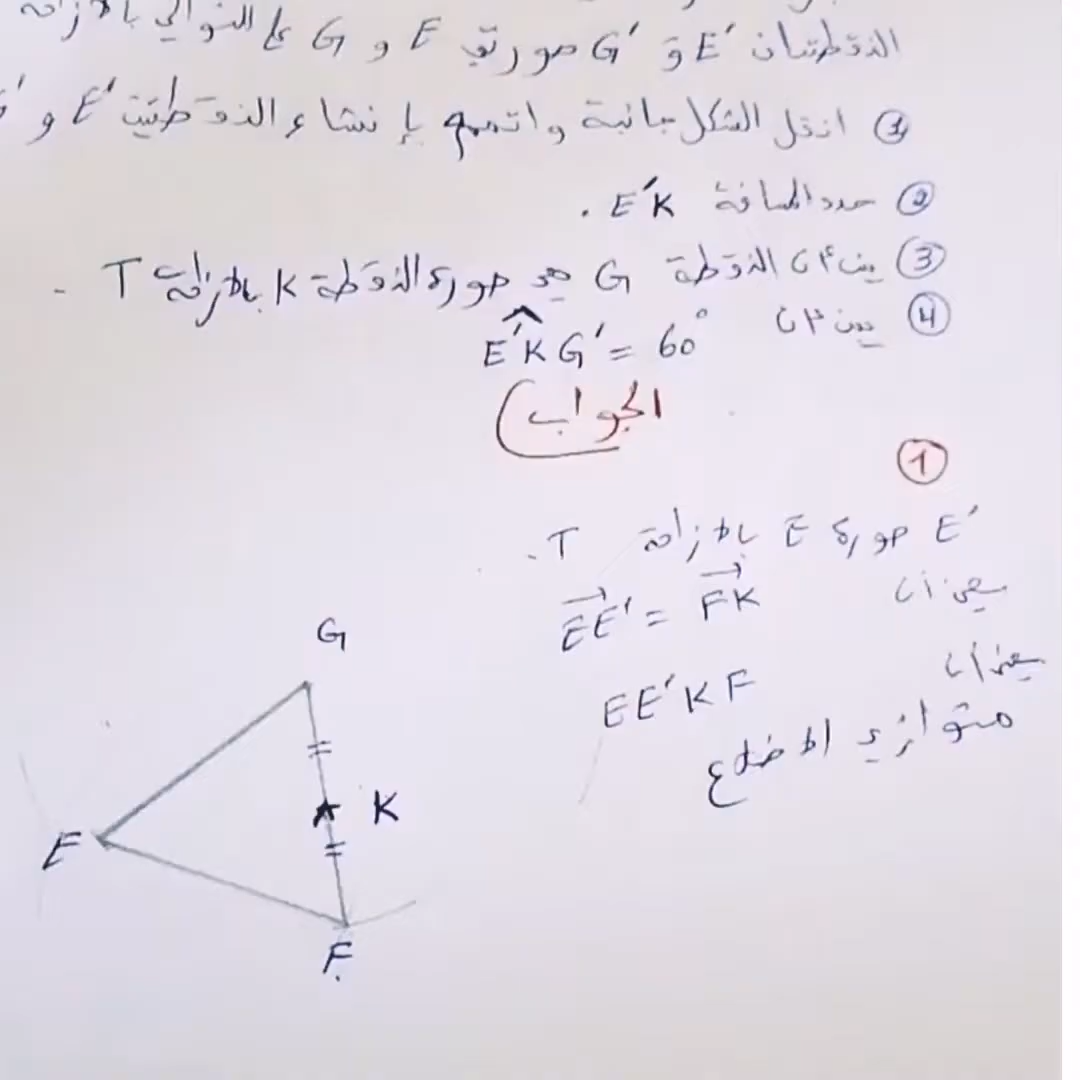 النقطتان E' و G' صورتي E و G على التوالي بالإزاحة
① انقل الشكل جانبه واتممه بإنشاء النقطتين E' و G'
② حدد المسافة E'K .
③ بين أن النقطة G هي صورة النقطة K بالإزاحة T .
④ بين أن
E'K̂G' = 60°
الجواب
①
E' صورة E بالإزاحة T .
يعني أن
EE'→ = FK→
يعني أن
EE'KF
متوازي الأضلاع
G
K
E
F